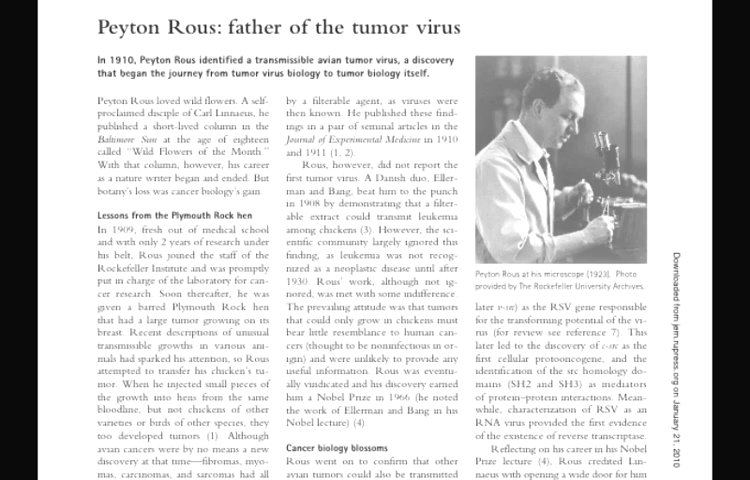 Peyton Rous: father of the tumor virus
In 1910, Peyton Rous identified a transmissible avian tumor virus, a discovery
that began the journey from tumor virus biology to tumor biology itself.
Peyton Rous loved wild flowers. A self-
proclaimed disciple of Carl Linnaeus, he
published a short-lived column in the
Baltimore Sun at the age of eighteen
called "Wild Flowers of the Month."
With that column, however, his career
as a nature writer began and ended. But
botany's loss was cancer biology's gain.
Lessons from the Plymouth Rock hen
In 1909, fresh out of medical school
and with only 2 years of research under
his belt, Rous joined the staff of the
Rockefeller Institute and was promptly
put in charge of the laboratory for can-
cer research. Soon thereafter, he was
given a barred Plymouth Rock hen
that had a large tumor growing on its
breast. Recent descriptions of unusual
transmissible growths in various ani-
mals had sparked his attention, so Rous
attempted to transfer his chicken's tu-
mor. When he injected small pieces of
the growth into hens from the same
bloodline, but not chickens of other
varieties or birds of other species, they
too developed tumors (1). Although
avian cancers were by no means a new
discovery at that time—fibromas, myo-
mas, carcinomas, and sarcomas had all
by a filterable agent, as viruses were
then known. He published these find-
ings in a pair of seminal articles in the
Journal of Experimental Medicine in 1910
and 1911 (1, 2).
Rous, however, did not report the
first tumor virus. A Danish duo, Eller-
man and Bang, beat him to the punch
in 1908 by demonstrating that a filter-
able extract could transmit leukemia
among chickens (3). However, the sci-
entific community largely ignored this
finding, as leukemia was not recog-
nized as a neoplastic disease until after
1930. Rous' work, although not ig-
nored, was met with some indifference.
The prevailing attitude was that tumors
that could only grow in chickens must
bear little resemblance to human can-
cers (thought to be noninfectious in or-
igin) and were unlikely to provide any
useful information. Rous was eventu-
ally vindicated and his discovery earned
him a Nobel Prize in 1966 (he noted
the work of Ellerman and Bang in his
Nobel lecture) (4).
Cancer biology blossoms
Rous went on to confirm that other
avian tumors could also be transmitted
Peyton Rous at his microscope (1923). Photo
provided by The Rockefeller University Archives.
later v-src) as the RSV gene responsible
for the transforming potential of the vi-
rus (for review see reference 7). This
later led to the discovery of c-src as the
first cellular protooncogene, and the
identification of the src homology do-
mains (SH2 and SH3) as mediators
of protein–protein interactions. Mean-
while, characterization of RSV as an
RNA virus provided the first evidence
of the existence of reverse transcriptase.
Reflecting on his career in his Nobel
Prize lecture (4), Rous credited Lin-
naeus with opening a wide door for him
Downloaded from jem.rupress.org on January 21, 2010